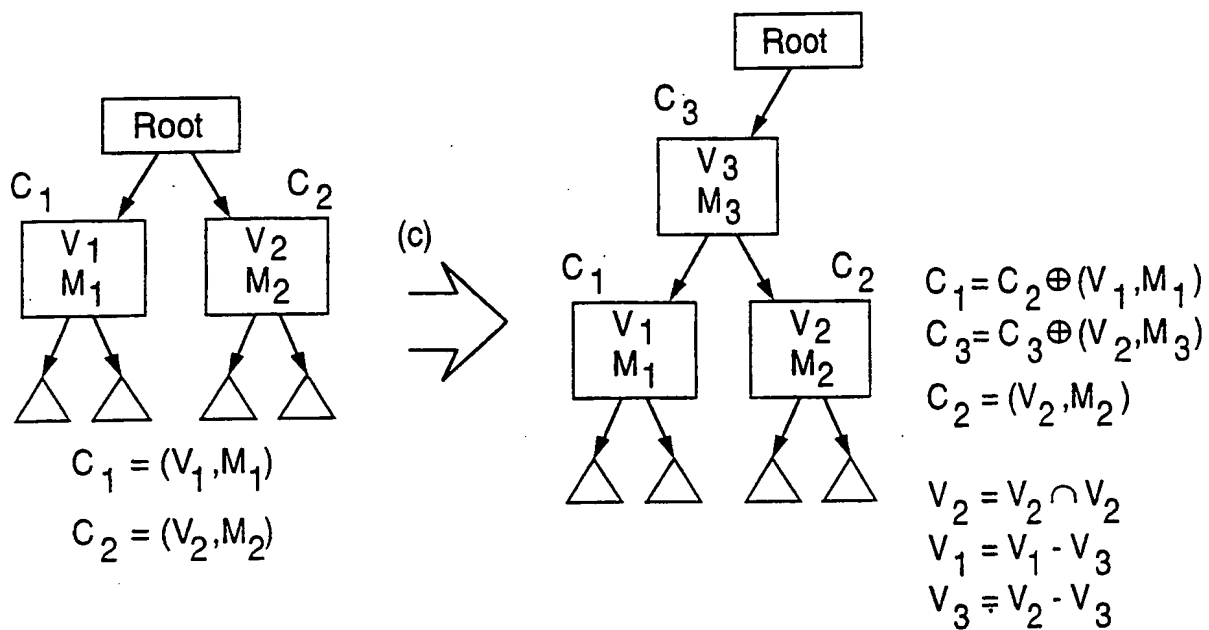 Root
C₁
C₂
V₁
M₁
V₂
M₂
C₁ = (V₁,M₁)
C₂ = (V₂,M₂)
(c)
Root
C₃
V₃
M₃
C₁
C₂
V₁
M₁
V₂
M₂
C₁ = C₂ ⊕ (V₁,M₁)
C₃ = C₃ ⊕ (V₂,M₃)
C₂ = (V₂,M₂)
V₂ = V₂ ∩ V₂
V₁ = V₁ - V₃
V₃ = V₂ - V₃